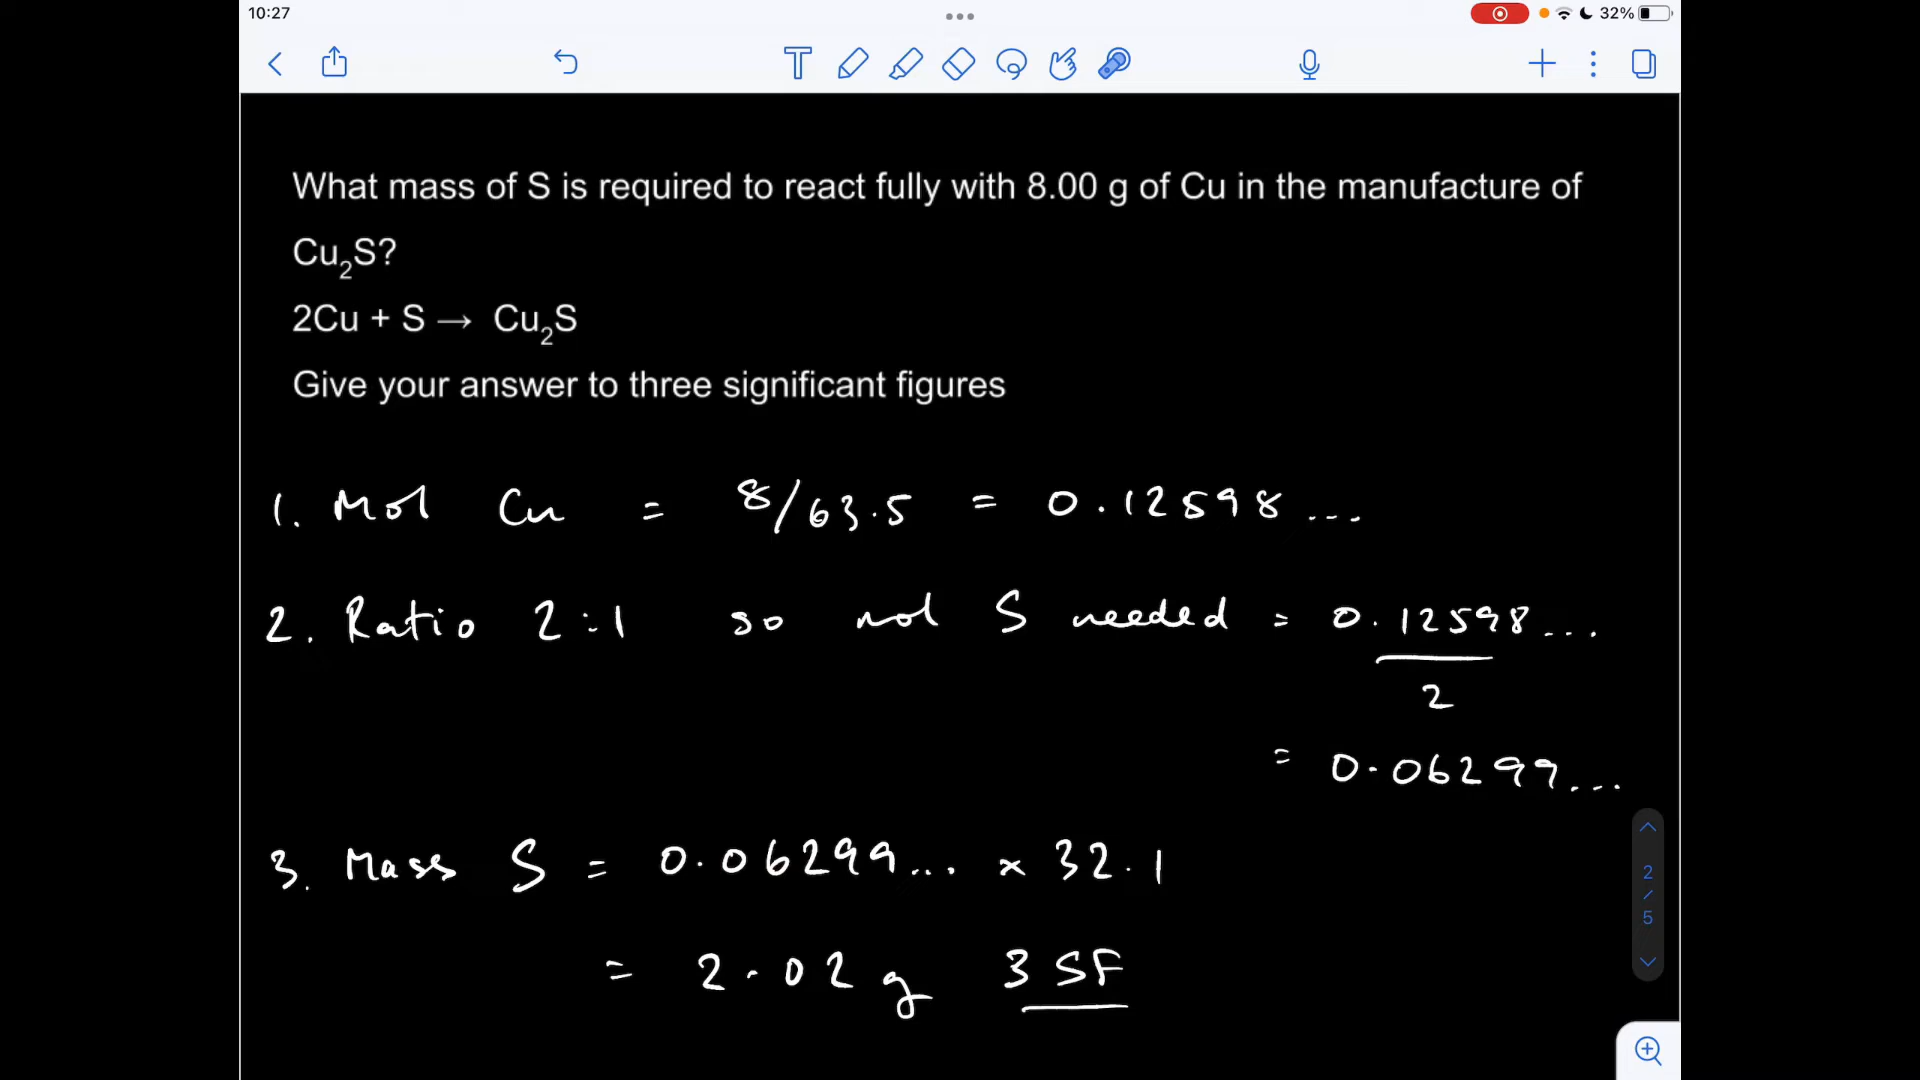 10:27
32%
What mass of S is required to react fully with 8.00 g of Cu in the manufacture of
Cu₂S?
2Cu + S → Cu₂S
Give your answer to three significant figures
1. Mol Cu = 8/63.5 = 0.12598...
2. Ratio 2:1 so mol S needed = 0.12598...
2
= 0.06299...
3. Mass S = 0.06299... × 32.1
= 2.02 g 3 SF
2
/
5